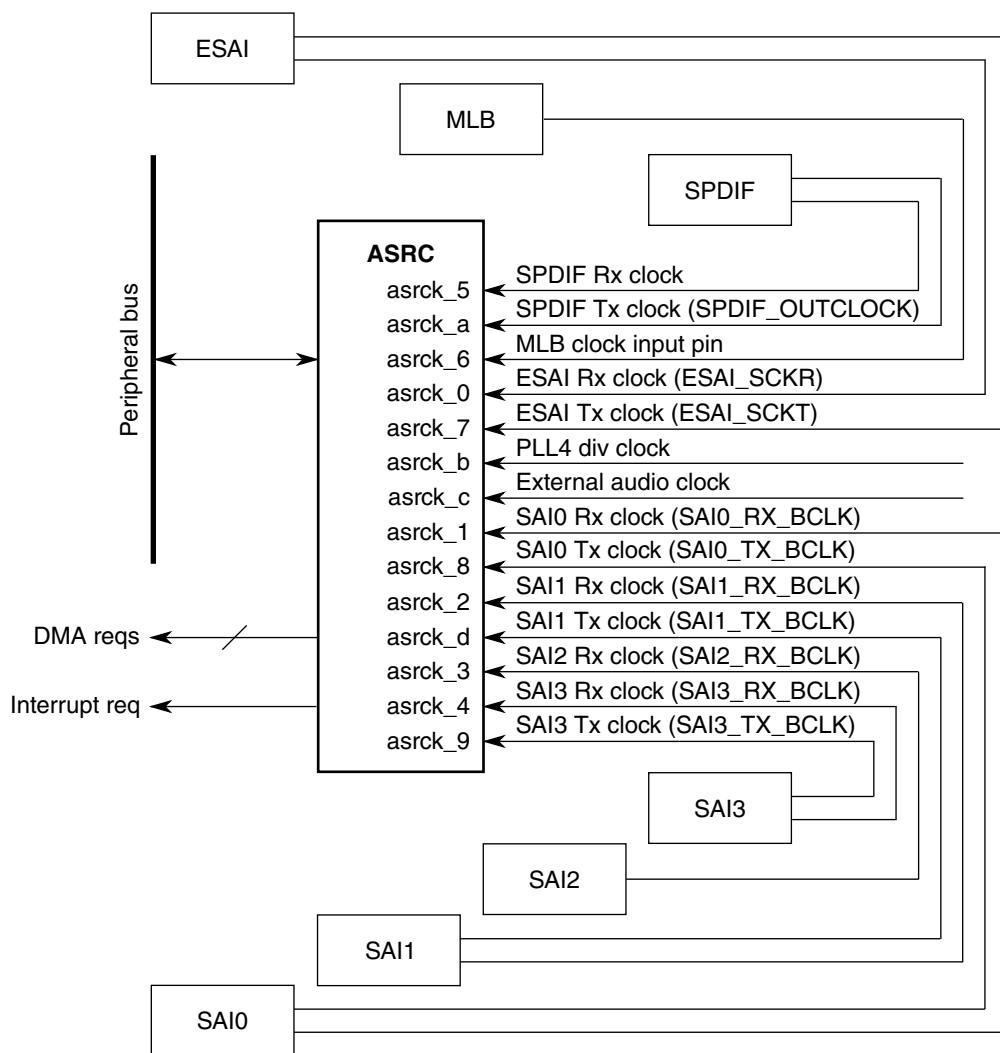 ESAI
MLB
SPDIF
Peripheral bus
ASRC
asrck_5
SPDIF Rx clock
asrck_a
SPDIF Tx clock (SPDIF_OUTCLOCK)
asrck_6
MLB clock input pin
asrck_0
ESAI Rx clock (ESAI_SCKR)
asrck_7
ESAI Tx clock (ESAI_SCKT)
asrck_b
PLL4 div clock
asrck_c
External audio clock
asrck_1
SAI0 Rx clock (SAI0_RX_BCLK)
asrck_8
SAI0 Tx clock (SAI0_TX_BCLK)
asrck_2
SAI1 Rx clock (SAI1_RX_BCLK)
DMA reqs
asrck_d
SAI1 Tx clock (SAI1_TX_BCLK)
asrck_3
SAI2 Rx clock (SAI2_RX_BCLK)
Interrupt req
asrck_4
SAI3 Rx clock (SAI3_RX_BCLK)
asrck_9
SAI3 Tx clock (SAI3_TX_BCLK)
SAI3
SAI2
SAI1
SAI0